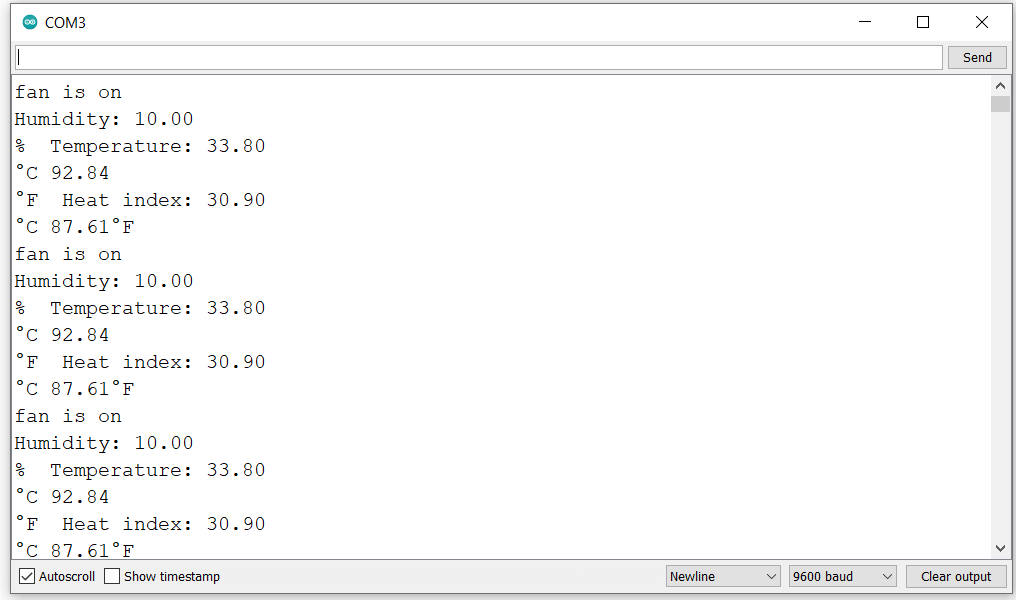 COM3
Send
fan is on
Humidity: 10.00
%  Temperature: 33.80
°C 92.84
°F  Heat index: 30.90
°C 87.61°F
fan is on
Humidity: 10.00
%  Temperature: 33.80
°C 92.84
°F  Heat index: 30.90
°C 87.61°F
fan is on
Humidity: 10.00
%  Temperature: 33.80
°C 92.84
°F  Heat index: 30.90
°C 87.61°F
Autoscroll Show timestamp Newline 9600 baud Clear output